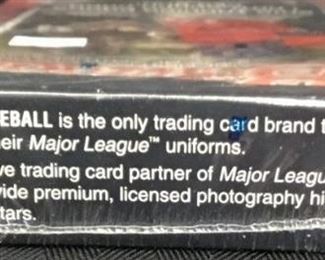 EBALL is the only trading card brand
eir Major League™ uniforms.
ve trading card partner of Major Leagu
vide premium, licensed photography hi
tars.